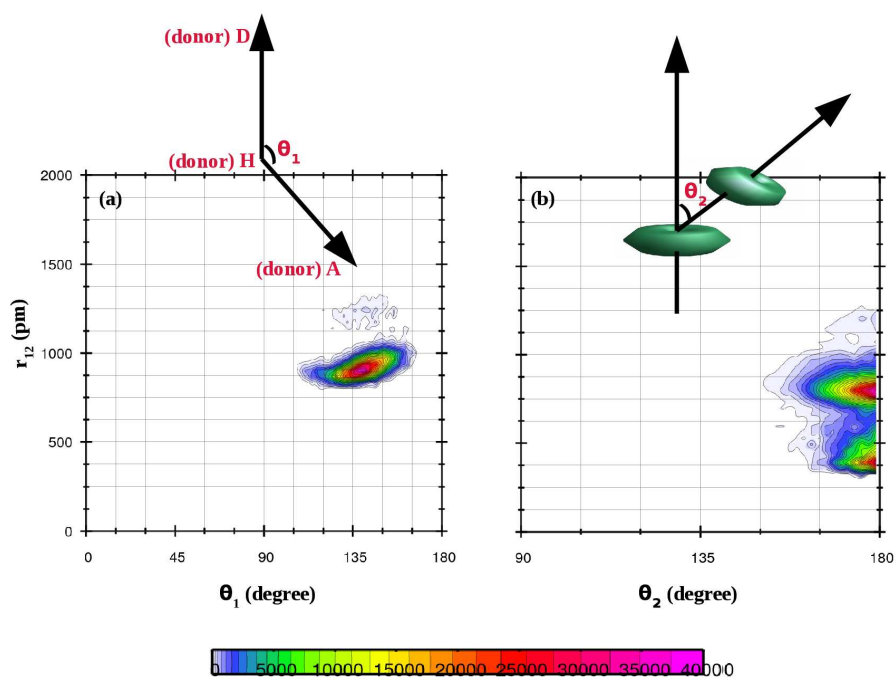 (donor) D
(donor) H
θ1
(donor) A
(a)
2000
1500
1000
500
0
r12 (pm)
0 45 90 135 180
θ1 (degree)
θ2
(b)
90 135 180
θ2 (degree)
0 5000 10000 15000 20000 25000 30000 35000 40000